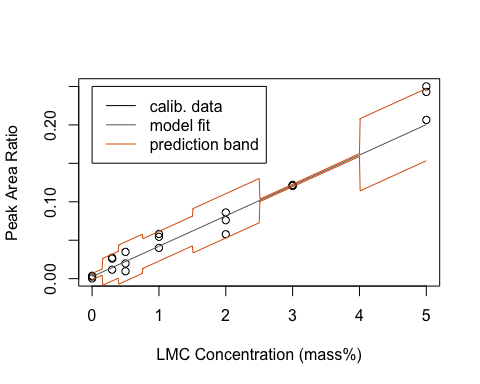 calib. data
model fit
prediction band
Peak Area Ratio
0.00 0.10 0.20
0 1 2 3 4 5
LMC Concentration (mass%)